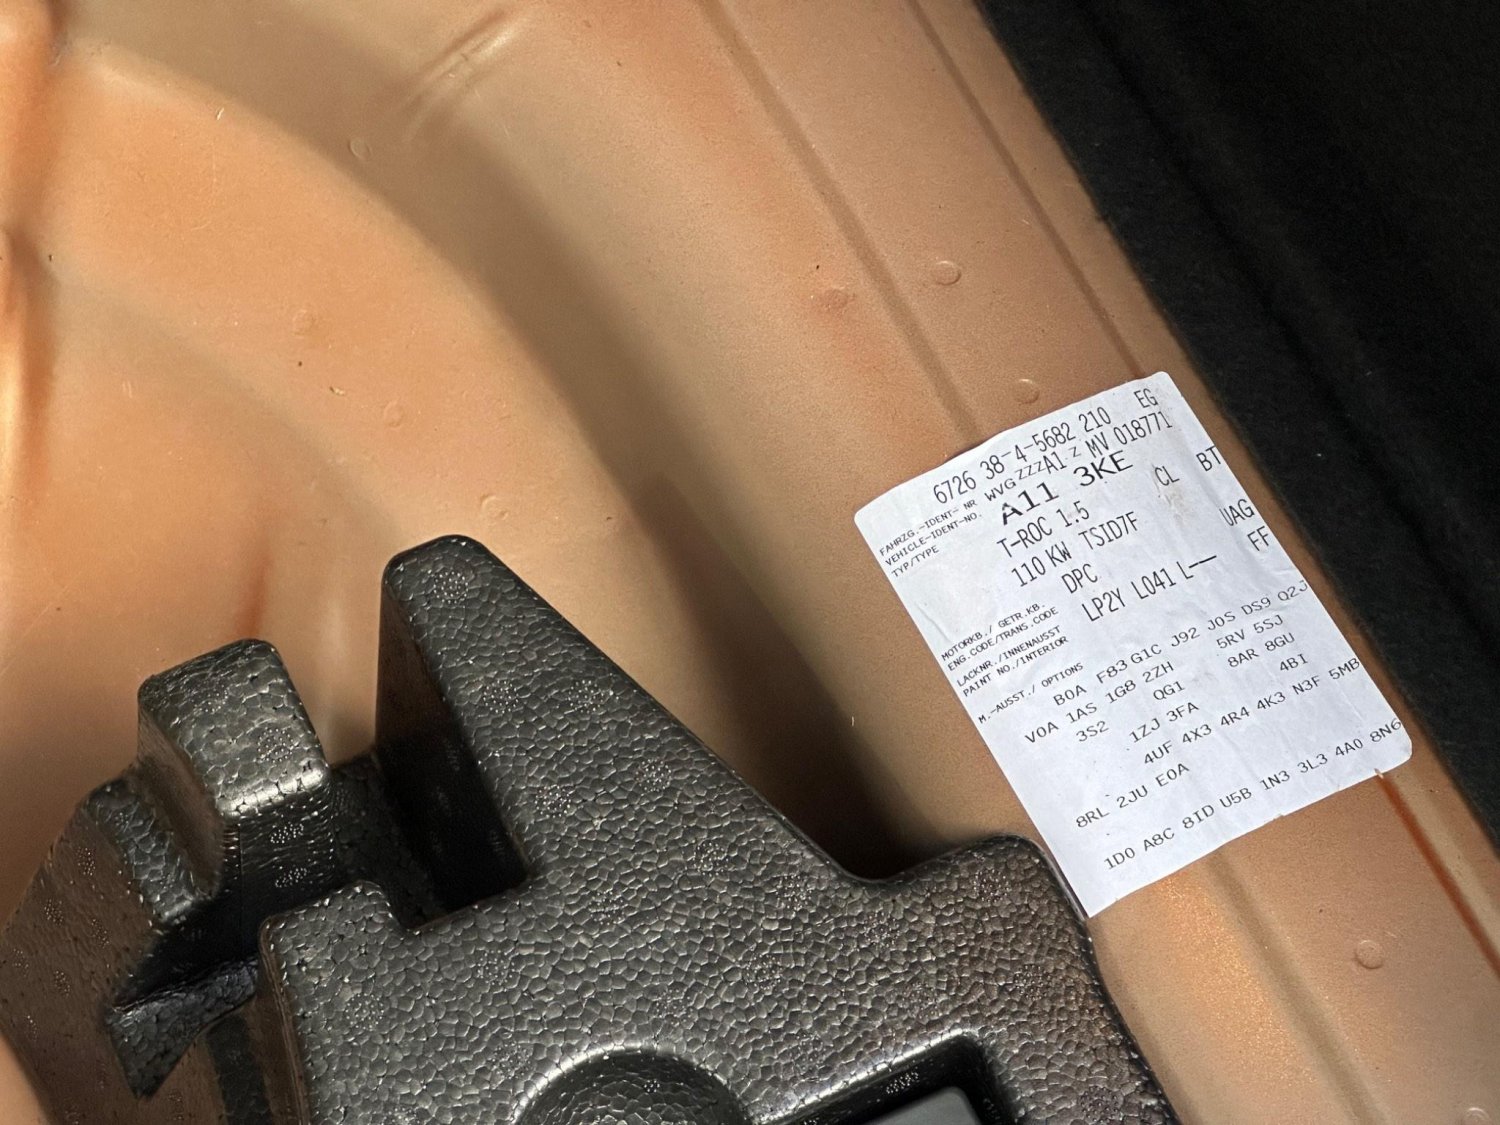 6726 38-4-5682 210 EG
FAHRZG.-IDENT- NR WVGZZZA1.Z MV 018771
VEHICLE-IDENT-NO.
TYP/TYPE A11 3KE
T-ROC 1.5 CL BT
110 KW TSID7F
MOTORKB./ GETR.KB. DPC UAG
ENG.CODE/TRANS.CODE
LACKNR./INNENAUSST LP2Y L041 L-- FF
PAINT NO./INTERIOR
M.-AUSST./ OPTIONS
B0A F83 G1C J92 J0S DS9 Q2J
V0A 1AS 1G8 2ZH 5RV 5SJ
3S2 QG1 8AR 8GU
1ZJ 3FA 4BI
4UF 4X3 4R4 4K3 N3F 5MB
8RL 2JU E0A
1D0 A8C 8ID U5B 1N3 3L3 4A0 8N6